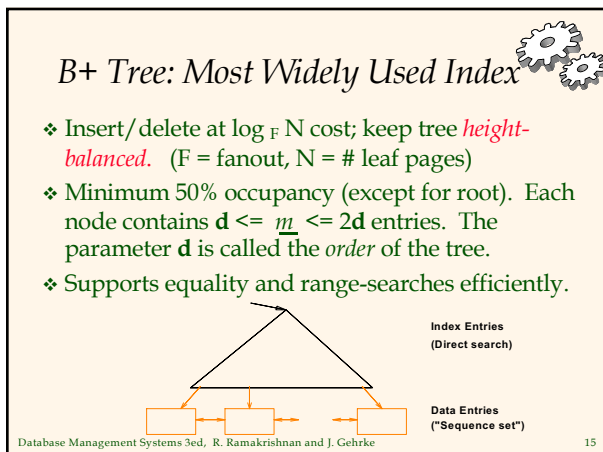 B+ Tree: Most Widely Used Index
❖ Insert/delete at log F N cost; keep tree height-
balanced. (F = fanout, N = # leaf pages)
❖ Minimum 50% occupancy (except for root). Each
node contains d <= m <= 2d entries. The
parameter d is called the order of the tree.
❖ Supports equality and range-searches efficiently.
Index Entries
(Direct search)
Data Entries
("Sequence set")
Database Management Systems 3ed, R. Ramakrishnan and J. Gehrke 15